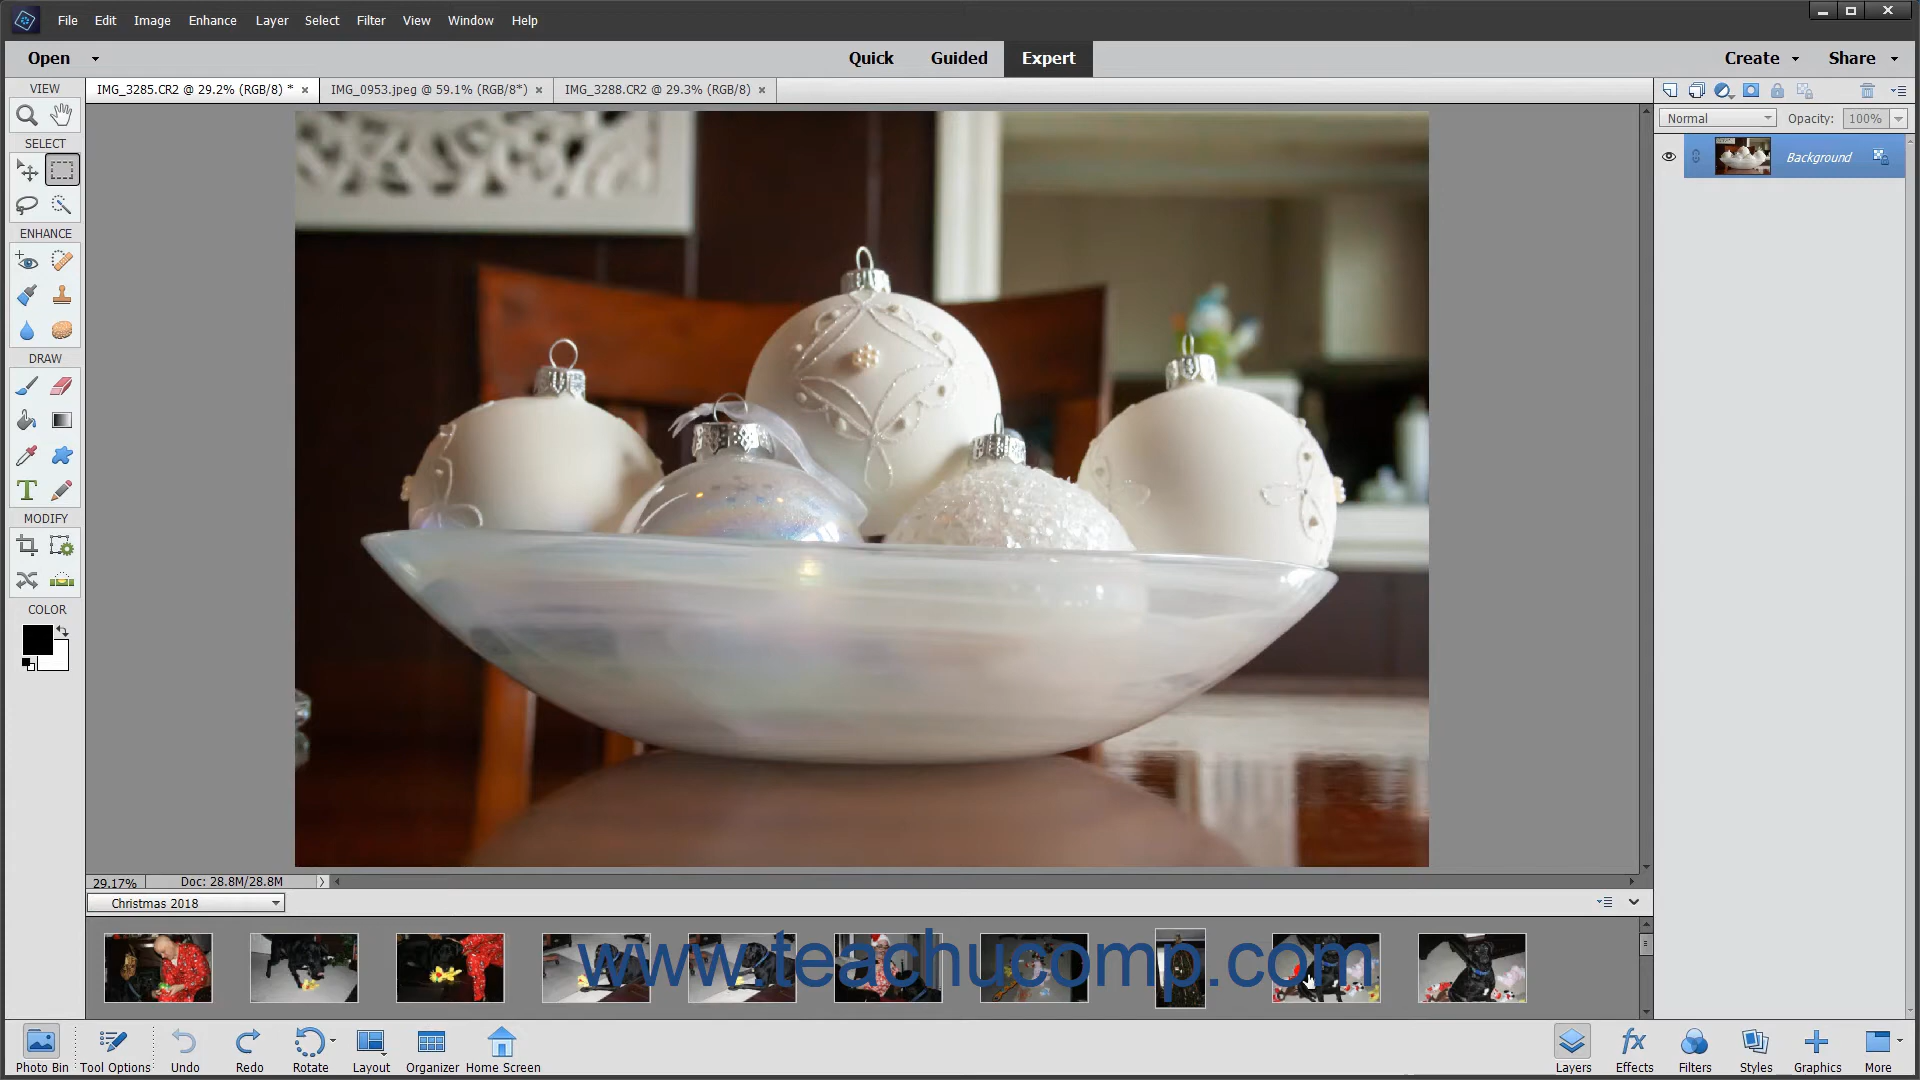 File Edit Image Enhance Layer Select Filter View Window Help
Open Quick Guided Expert Create Share
VIEW IMG_3285.CR2 @ 29.2% (RGB/8) * × IMG_0953.jpeg @ 59.1% (RGB/8*) × IMG_3288.CR2 @ 29.3% (RGB/8) ×
Normal Opacity: 100%
SELECT
Background
ENHANCE
DRAW
T
MODIFY
COLOR
29.17% Doc: 28.8M/28.8M
Christmas 2018
www.teachucomp.com
fx
Photo Bin Tool Options Undo Redo Rotate Layout Organizer Home Screen Layers Effects Filters Styles Graphics More